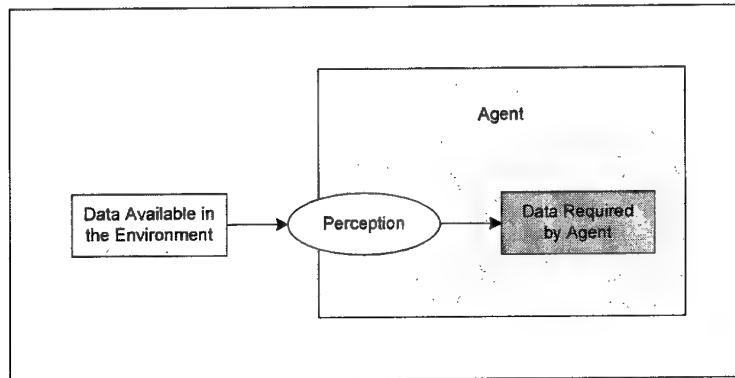 Agent
Data Available in
the Environment
Perception
Data Required
by Agent